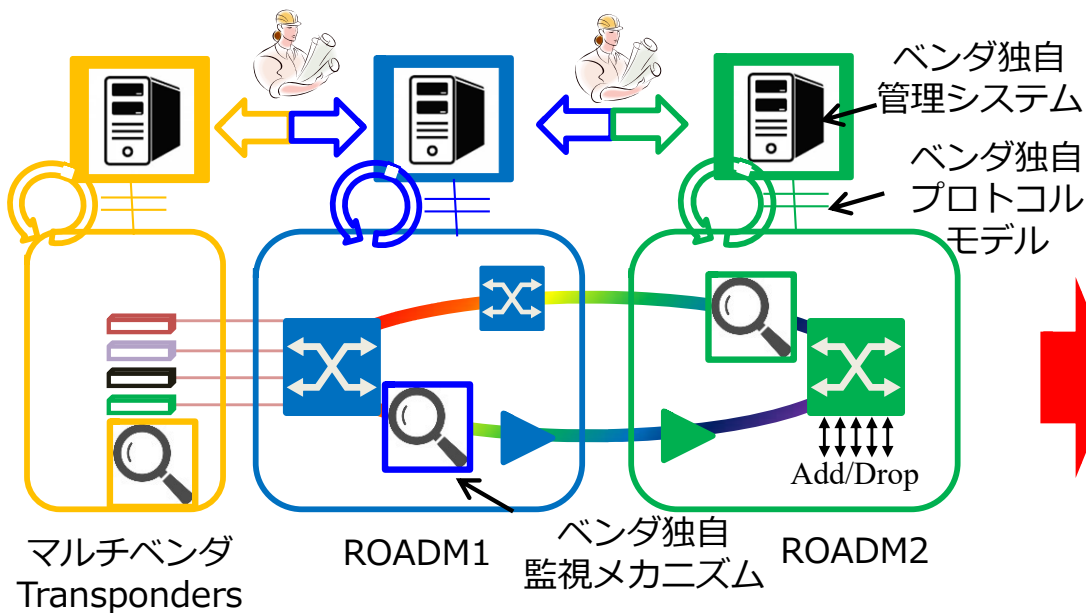 ベンダ独自
管理システム
ベンダ独自
プロトコル
モデル
Add/Drop
マルチベンダ
Transponders
ROADM1
ベンダ独自
監視メカニズム
ROADM2